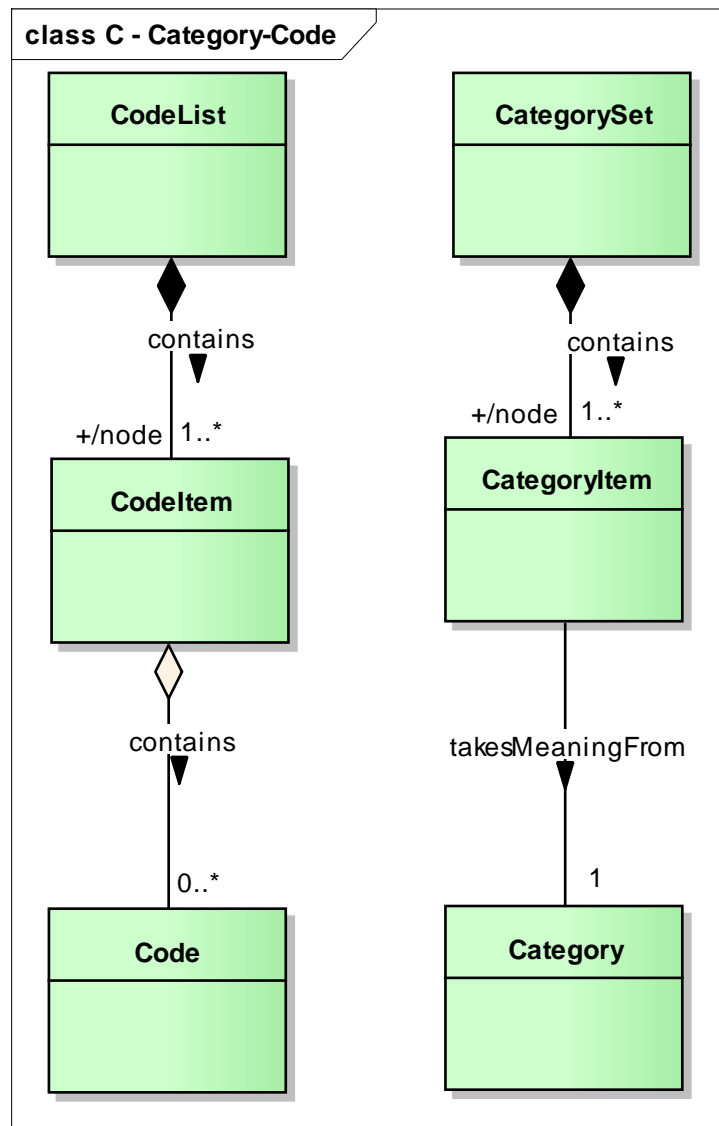 class C - Category-Code
CodeList
CategorySet
contains
contains
+/node 1..*
+/node 1..*
CodeItem
CategoryItem
contains
takesMeaningFrom
0..*
1
Code
Category